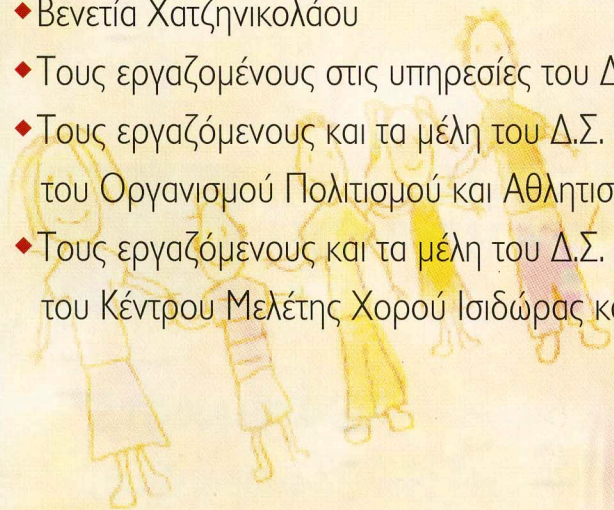 ◆ Βενετία Χατζηνικολάου
◆ Τους εργαζομένους στις υπηρεσίες του
◆ Τους εργαζόμενους και τα μέλη του Δ.Σ.
του Οργανισμού Πολιτισμού και
◆ Τους εργαζόμενους και τα μέλη του Δ.Σ.
του Κέντρου Μελέτης Χορού Ισιδώρας